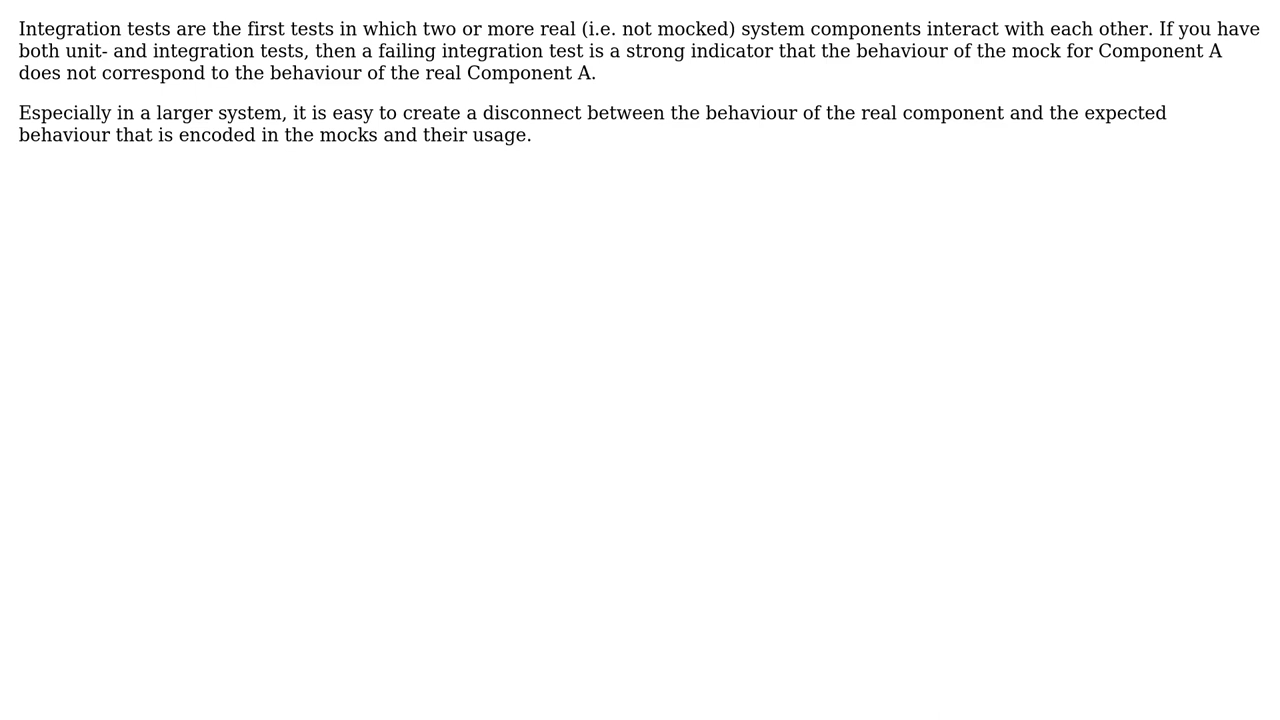 Integration tests are the first tests in which two or more real (i.e. not mocked) system components interact with each other. If you have
both unit- and integration tests, then a failing integration test is a strong indicator that the behaviour of the mock for Component A
does not correspond to the behaviour of the real Component A.
Especially in a larger system, it is easy to create a disconnect between the behaviour of the real component and the expected
behaviour that is encoded in the mocks and their usage.